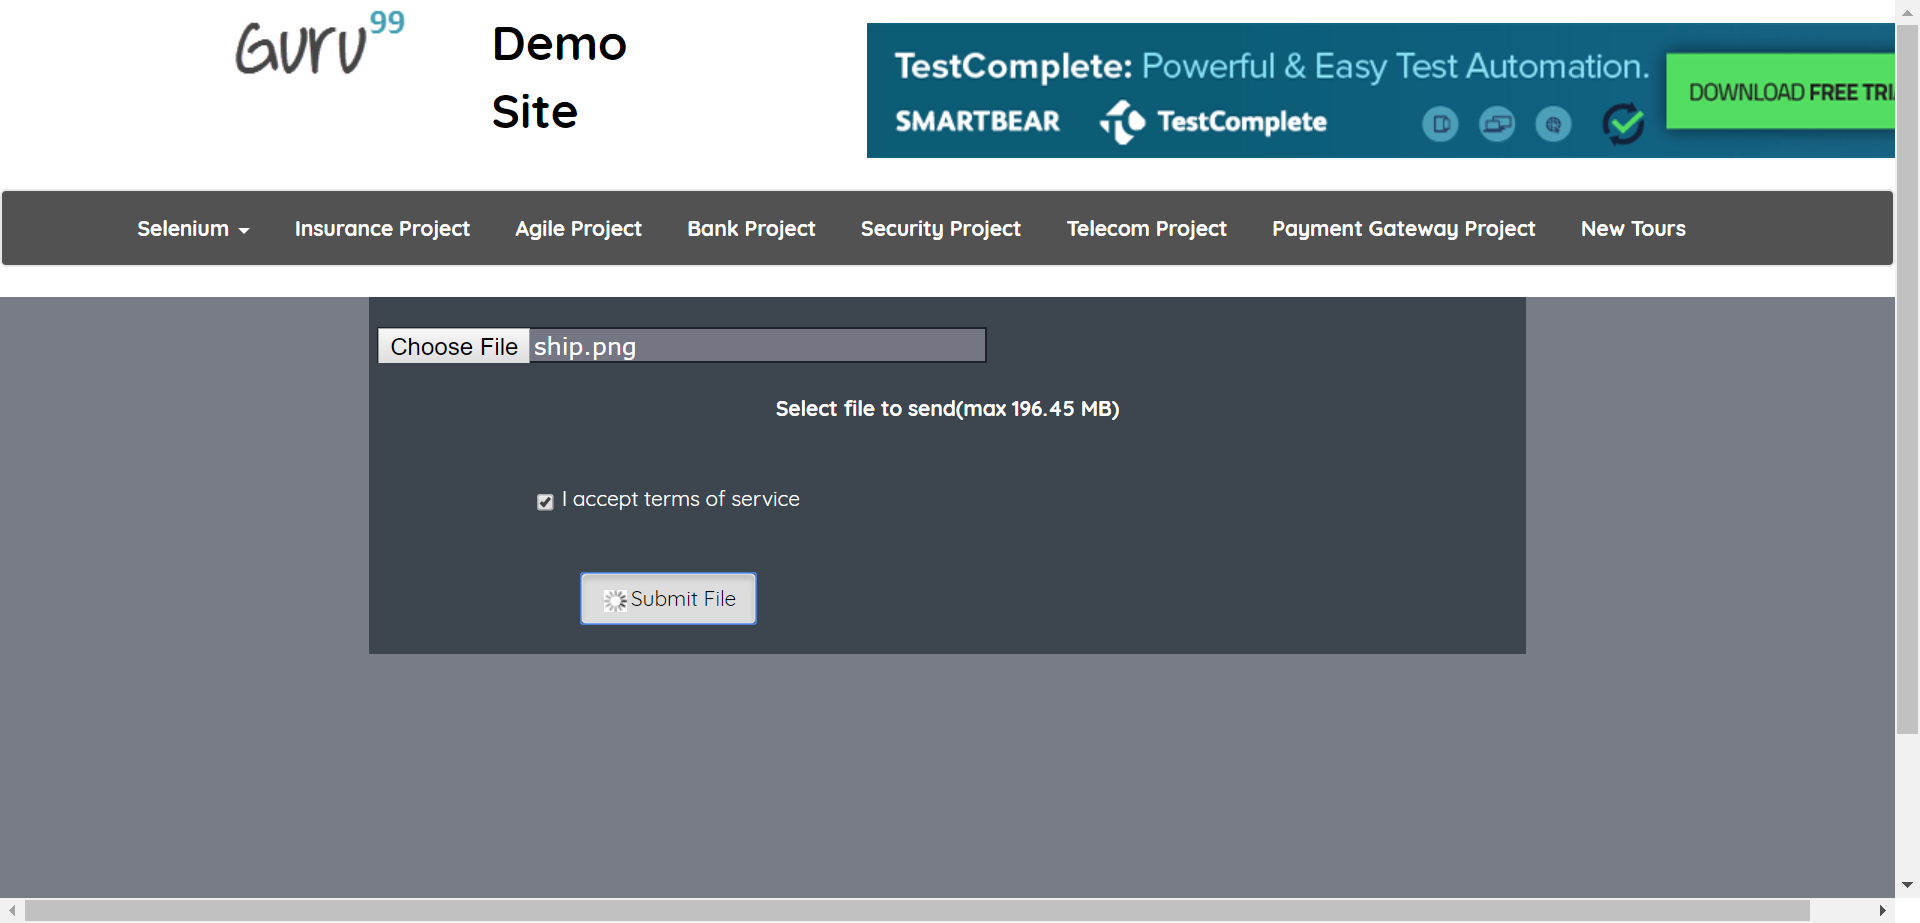 Guru99
Demo
Site
TestComplete: Powerful & Easy Test Automation.
SMARTBEAR TestComplete
DOWNLOAD FREE TRI
Selenium Insurance Project Agile Project Bank Project Security Project Telecom Project Payment Gateway Project New Tours
Choose File ship.png
Select file to send(max 196.45 MB)
I accept terms of service
Submit File